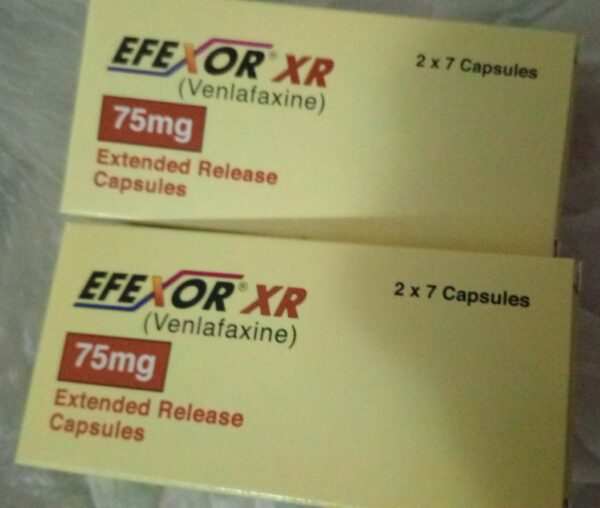 EFEXOR® XR
(Venlafaxine)
2 x 7 Capsules
75mg
Extended Release
Capsules
EFEXOR® XR
(Venlafaxine)
2 x 7 Capsules
75mg
Extended Release
Capsules